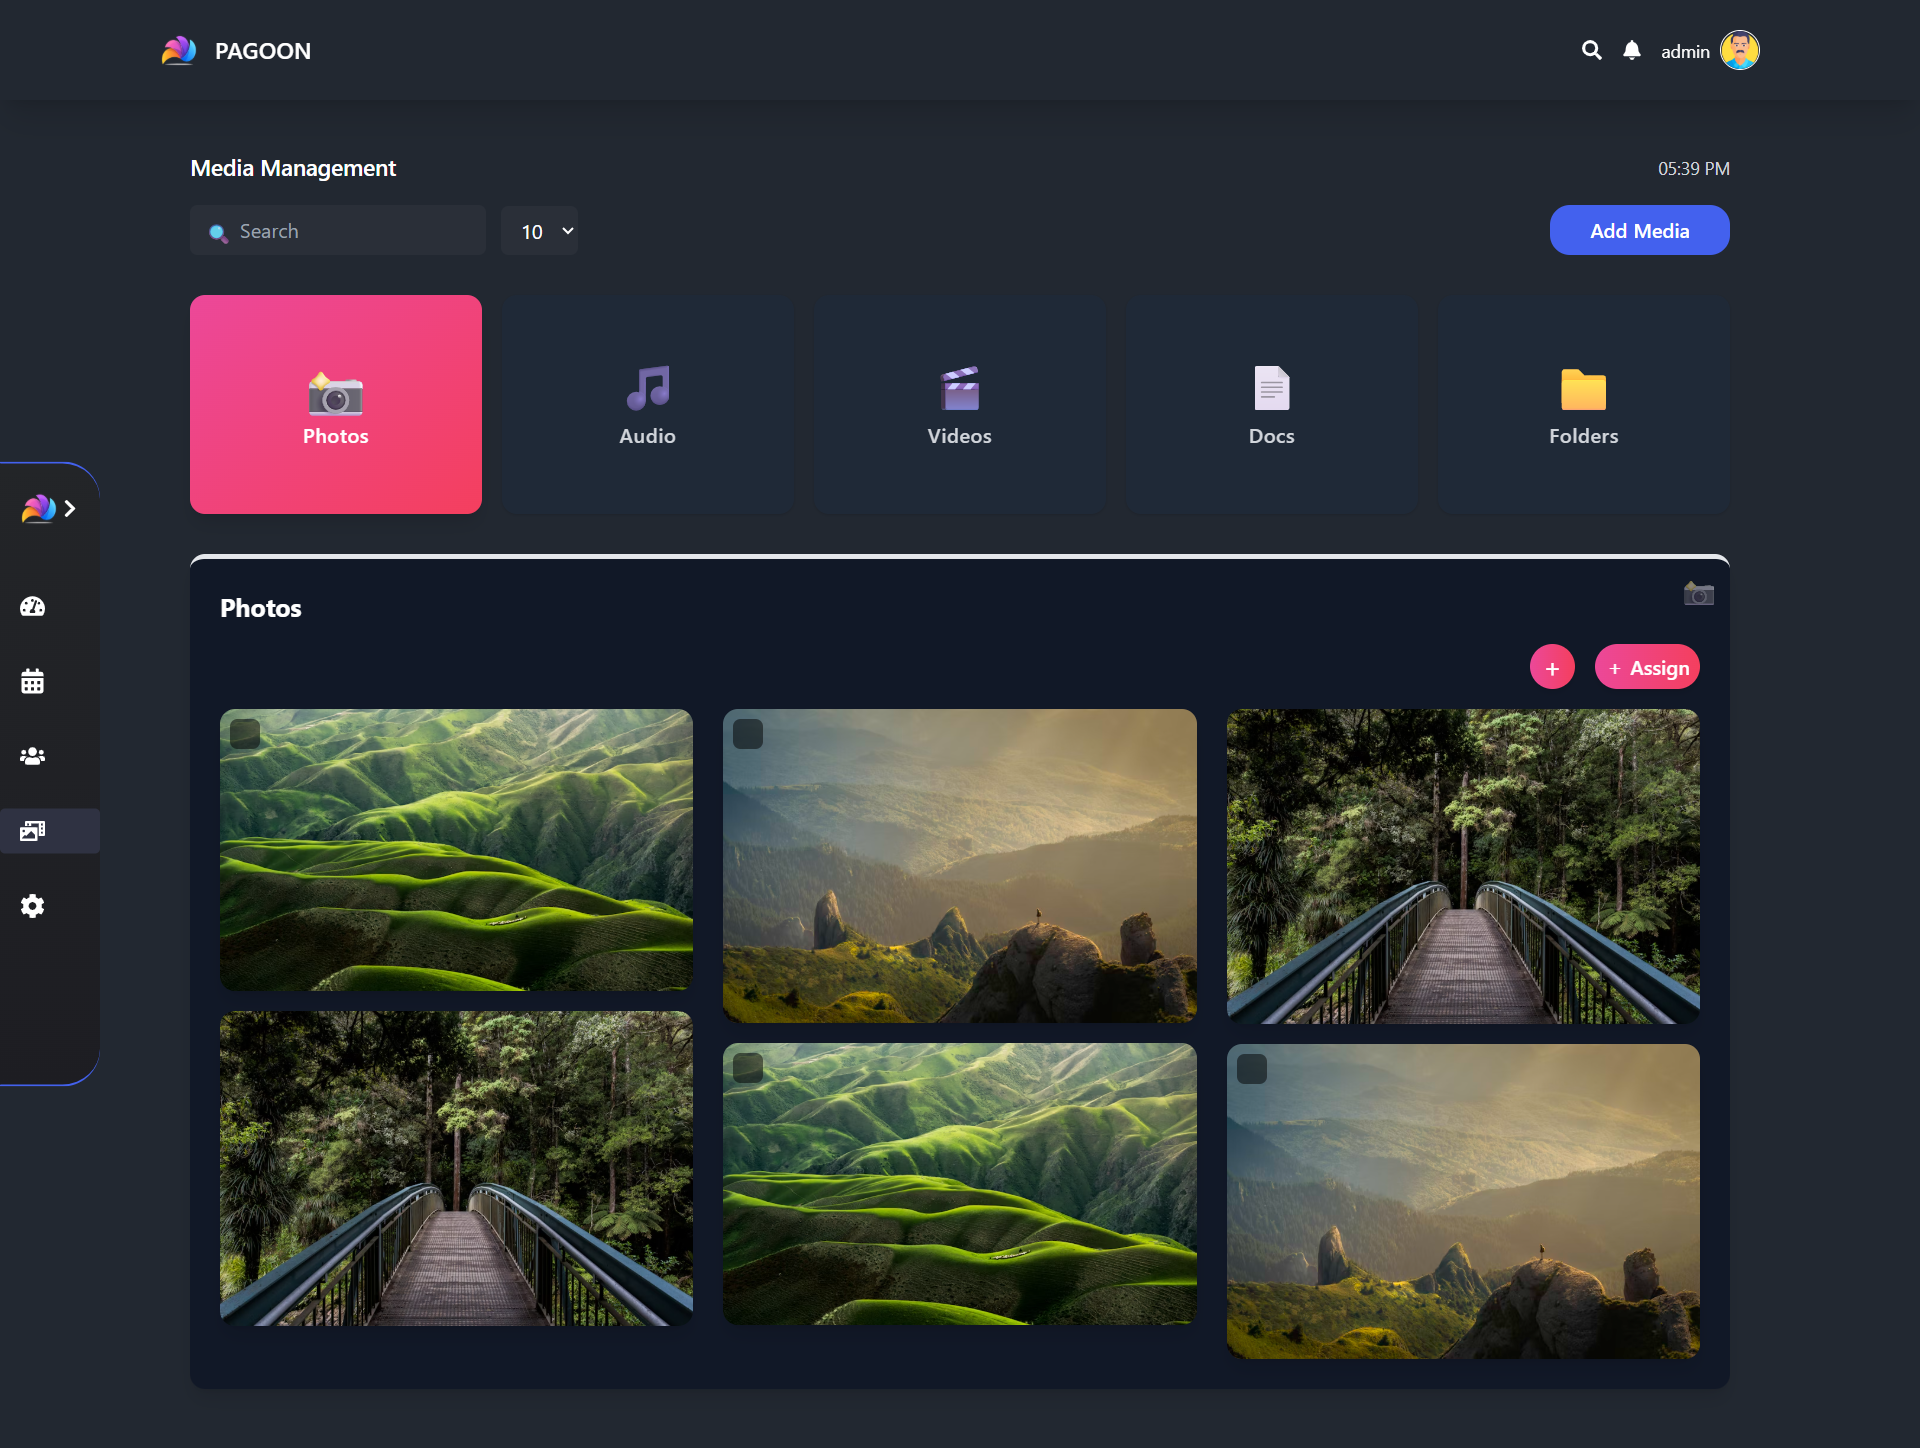 PAGOON
admin
Media Management
05:39 PM
Search
10
Add Media
Photos
Audio
Videos
Docs
Folders
Photos
+
+ Assign